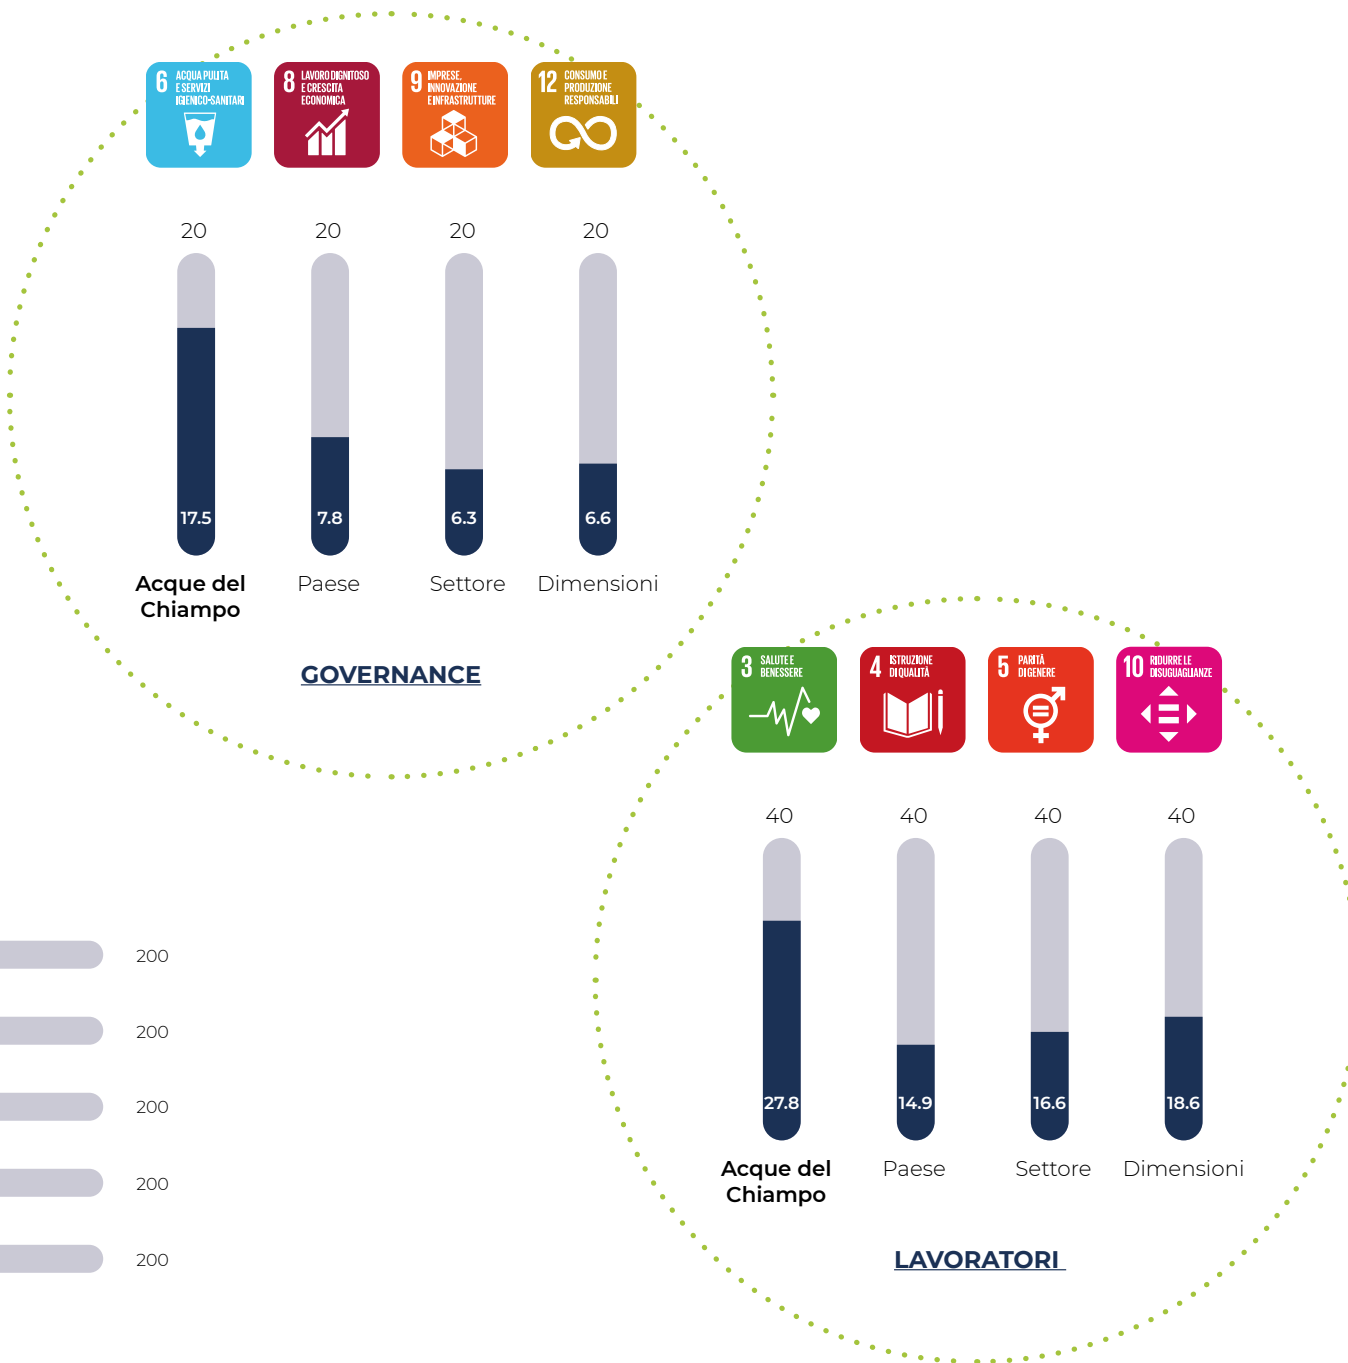 6 ACQUA PULITA
E SERVIZI
IGIENICO-SANITARI
8 LAVORO DIGNITOSO
E CRESCITA
ECONOMICA
9 IMPRESE,
INNOVAZIONE
E INFRASTRUTTURE
12 CONSUMO E
PRODUZIONE
RESPONSABILI
20 20 20 20
17.5 7.8 6.3 6.6
Acque del
Chiampo
Paese
Settore
Dimensioni
GOVERNANCE
3 SALUTE E
BENESSERE
4 ISTRUZIONE
DI QUALITÀ
5 PARITÀ
DI GENERE
10 RIDURRE LE
DISUGUAGLIANZE
40 40 40 40
27.8 14.9 16.6 18.6
Acque del
Chiampo
Paese
Settore
Dimensioni
LAVORATORI
200
200
200
200
200